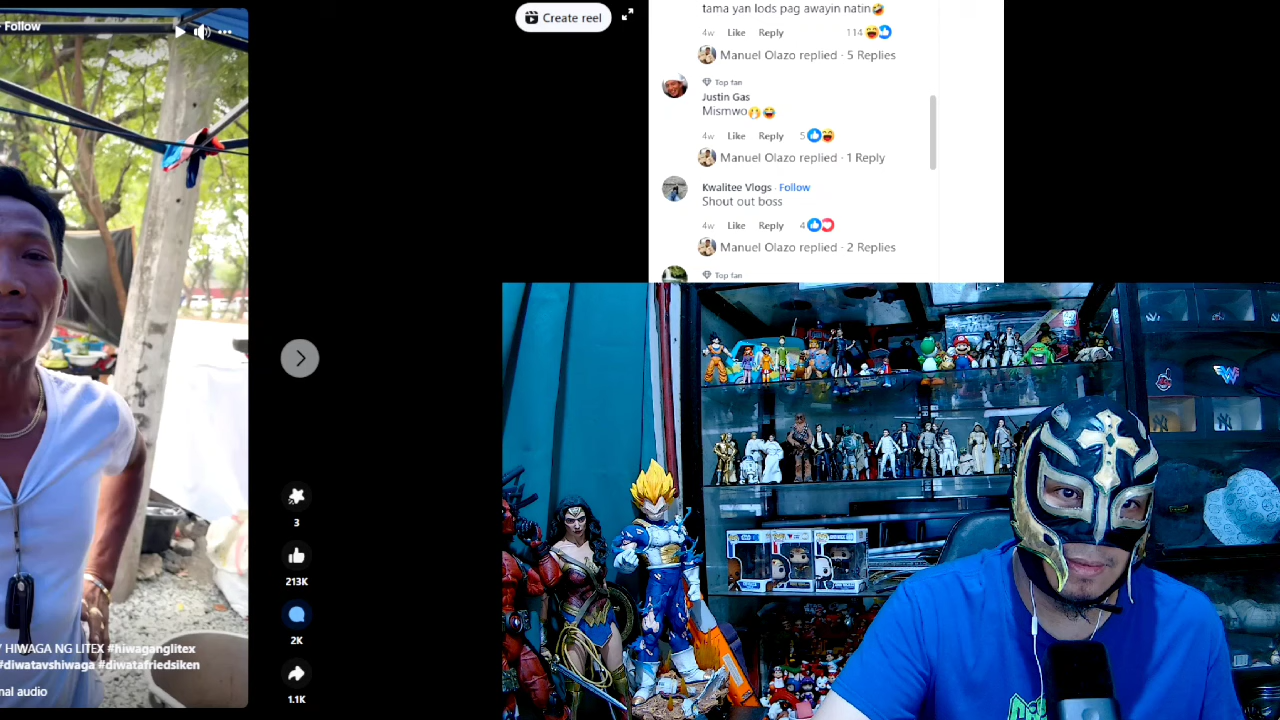 Follow
Create reel
tama yan lods pag awayin natin🤣
4w Like Reply 114
Manuel Olazo replied · 5 Replies
Top fan
Justin Gas
Mismwo🤭😂
4w Like Reply 5
Manuel Olazo replied · 1 Reply
Kwalitee Vlogs · Follow
Shout out boss
4w Like Reply 4
Manuel Olazo replied · 2 Replies
Top fan
3
213K
2K
1.1K
HIWAGA NG LITEX #hiwaganglitex
#diwatavshiwaga #diwatafriedsiken
nal audio
STAR
WARS